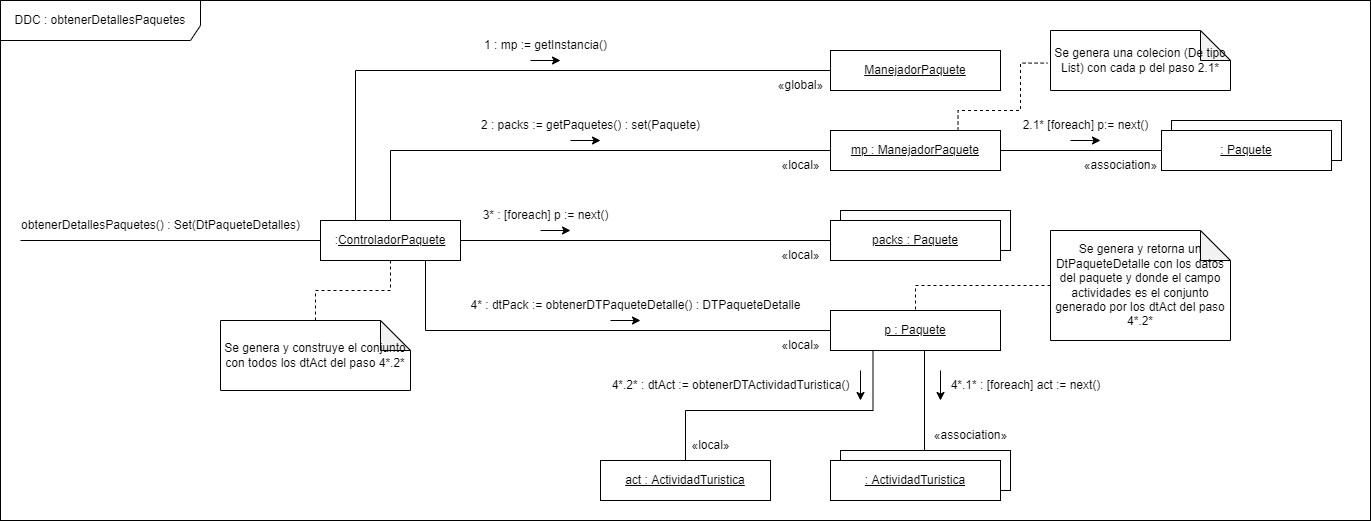 DDC : obtenerDetallesPaquetes
1 : mp := getInstancia()
ManejadorPaquete
«global»
Se genera una colecion (De tipo
List) con cada p del paso 2.1*
2 : packs := getPaquetes() : set(Paquete)
mp : ManejadorPaquete
«local»
2.1* [foreach] p:= next()
: Paquete
«association»
obtenerDetallesPaquetes() : Set(DtPaqueteDetalles)
:ControladorPaquete
3* : [foreach] p := next()
packs : Paquete
«local»
Se genera y retorna un
DtPaqueteDetalle con los datos
del paquete y donde el campo
actividades es el conjunto
generado por los dtAct del paso
4*.2*
4* : dtPack := obtenerDTPaqueteDetalle() : DTPaqueteDetalle
p : Paquete
«local»
Se genera y construye el conjunto
con todos los dtAct del paso 4*.2*
4*.2* : dtAct := obtenerDTActividadTuristica()
4*.1* : [foreach] act := next()
«local»
«association»
act : ActividadTuristica
: ActividadTuristica